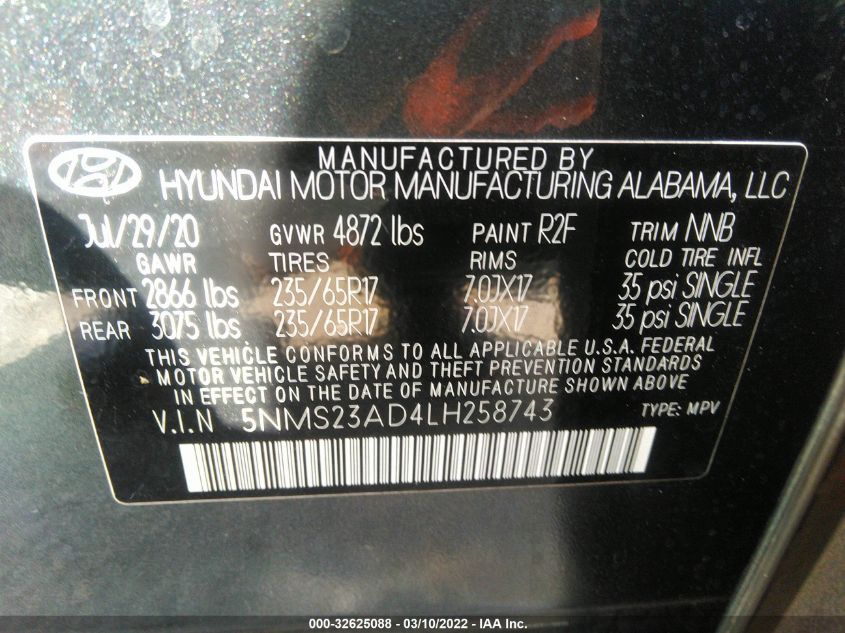 MANUFACTURED BY
HYUNDAI MOTOR MANUFACTURING ALABAMA, LLC
JUL/29/20 GVWR 4872 lbs PAINT R2F TRIM NNB
GAWR TIRES RIMS COLD TIRE INFL
FRONT 2866 lbs 235/65R17 7.0JX17 35 psi SINGLE
REAR 3075 lbs 235/65R17 7.0JX17 35 psi SINGLE
THIS VEHICLE CONFORMS TO ALL APPLICABLE U.S.A. FEDERAL
MOTOR VEHICLE SAFETY AND THEFT PREVENTION STANDARDS
IN EFFECT ON THE DATE OF MANUFACTURE SHOWN ABOVE.
V.I.N 5NMS23AD4LH258743 TYPE: MPV
000-32625088 - 03/10/2022 - IAA Inc.